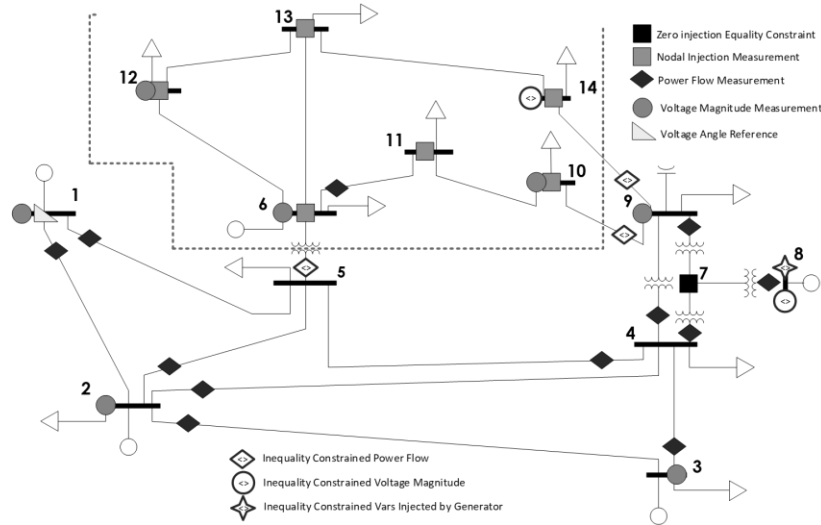 13
Zero injection Equality Constraint
Nodal Injection Measurement
12
14
Power Flow Measurement
<>
Voltage Magnitude Measurement
11
Voltage Angle Reference
10
<>
1
6
9
<>
<>
5
8
<>
7
4
2
3
<> Inequality Constrained Power Flow
<> Inequality Constrained Voltage Magnitude
<> Inequality Constrained Vars Injected by Generator